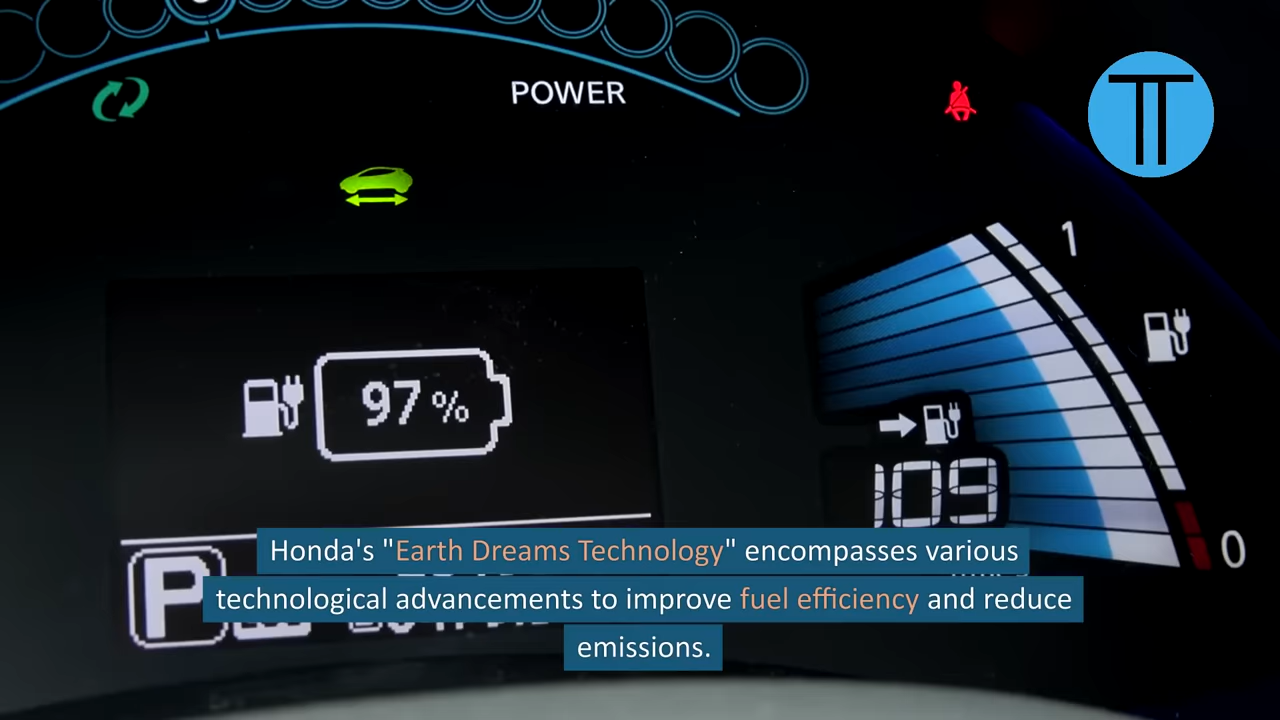 POWER
1
97 %
109
0
P
Honda's "Earth Dreams Technology" encompasses various
technological advancements to improve fuel efficiency and reduce
emissions.